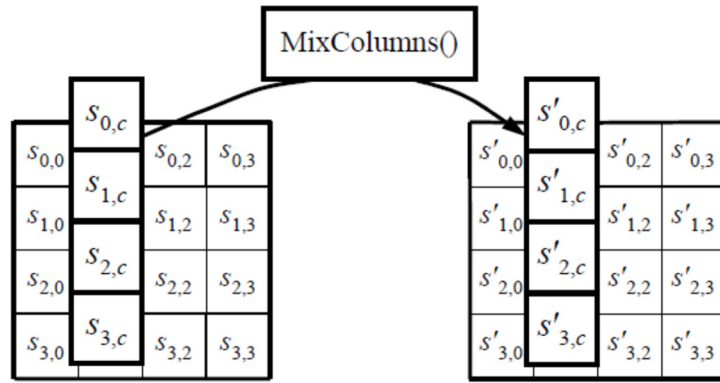 MixColumns()
s0,c s′0,c
s0,0 s0,2 s0,3 s′0,0 s′0,2 s′0,3
s1,c s′1,c
s1,0 s1,2 s1,3 s′1,0 s′1,2 s′1,3
s2,c s′2,c
s2,0 s2,2 s2,3 s′2,0 s′2,2 s′2,3
s3,c s′3,c
s3,0 s3,2 s3,3 s′3,0 s′3,2 s′3,3